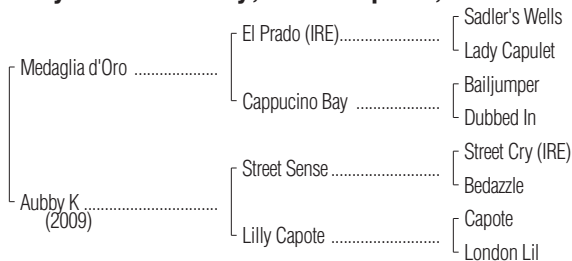 Sadler's Wells
El Prado (IRE)....................
Lady Capulet
Medaglia d'Oro ....................
Bailjumper
Cappucino Bay ....................
Dubbed In
Street Cry (IRE)
Street Sense ..........................
Bedazzle
Aubby K ................................
(2009)
Capote
Lilly Capote ..........................
London Lil